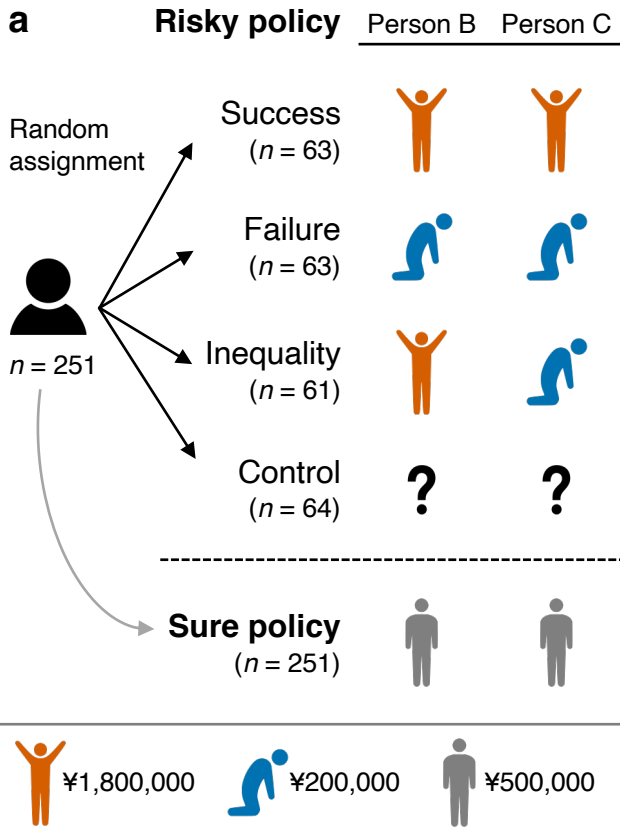 a
Risky policy
Person B
Person C
Random
assignment
Success
(n = 63)
Failure
(n = 63)
n = 251
Inequality
(n = 61)
Control
(n = 64)
? ?
Sure policy
(n = 251)
¥1,800,000
¥200,000
¥500,000